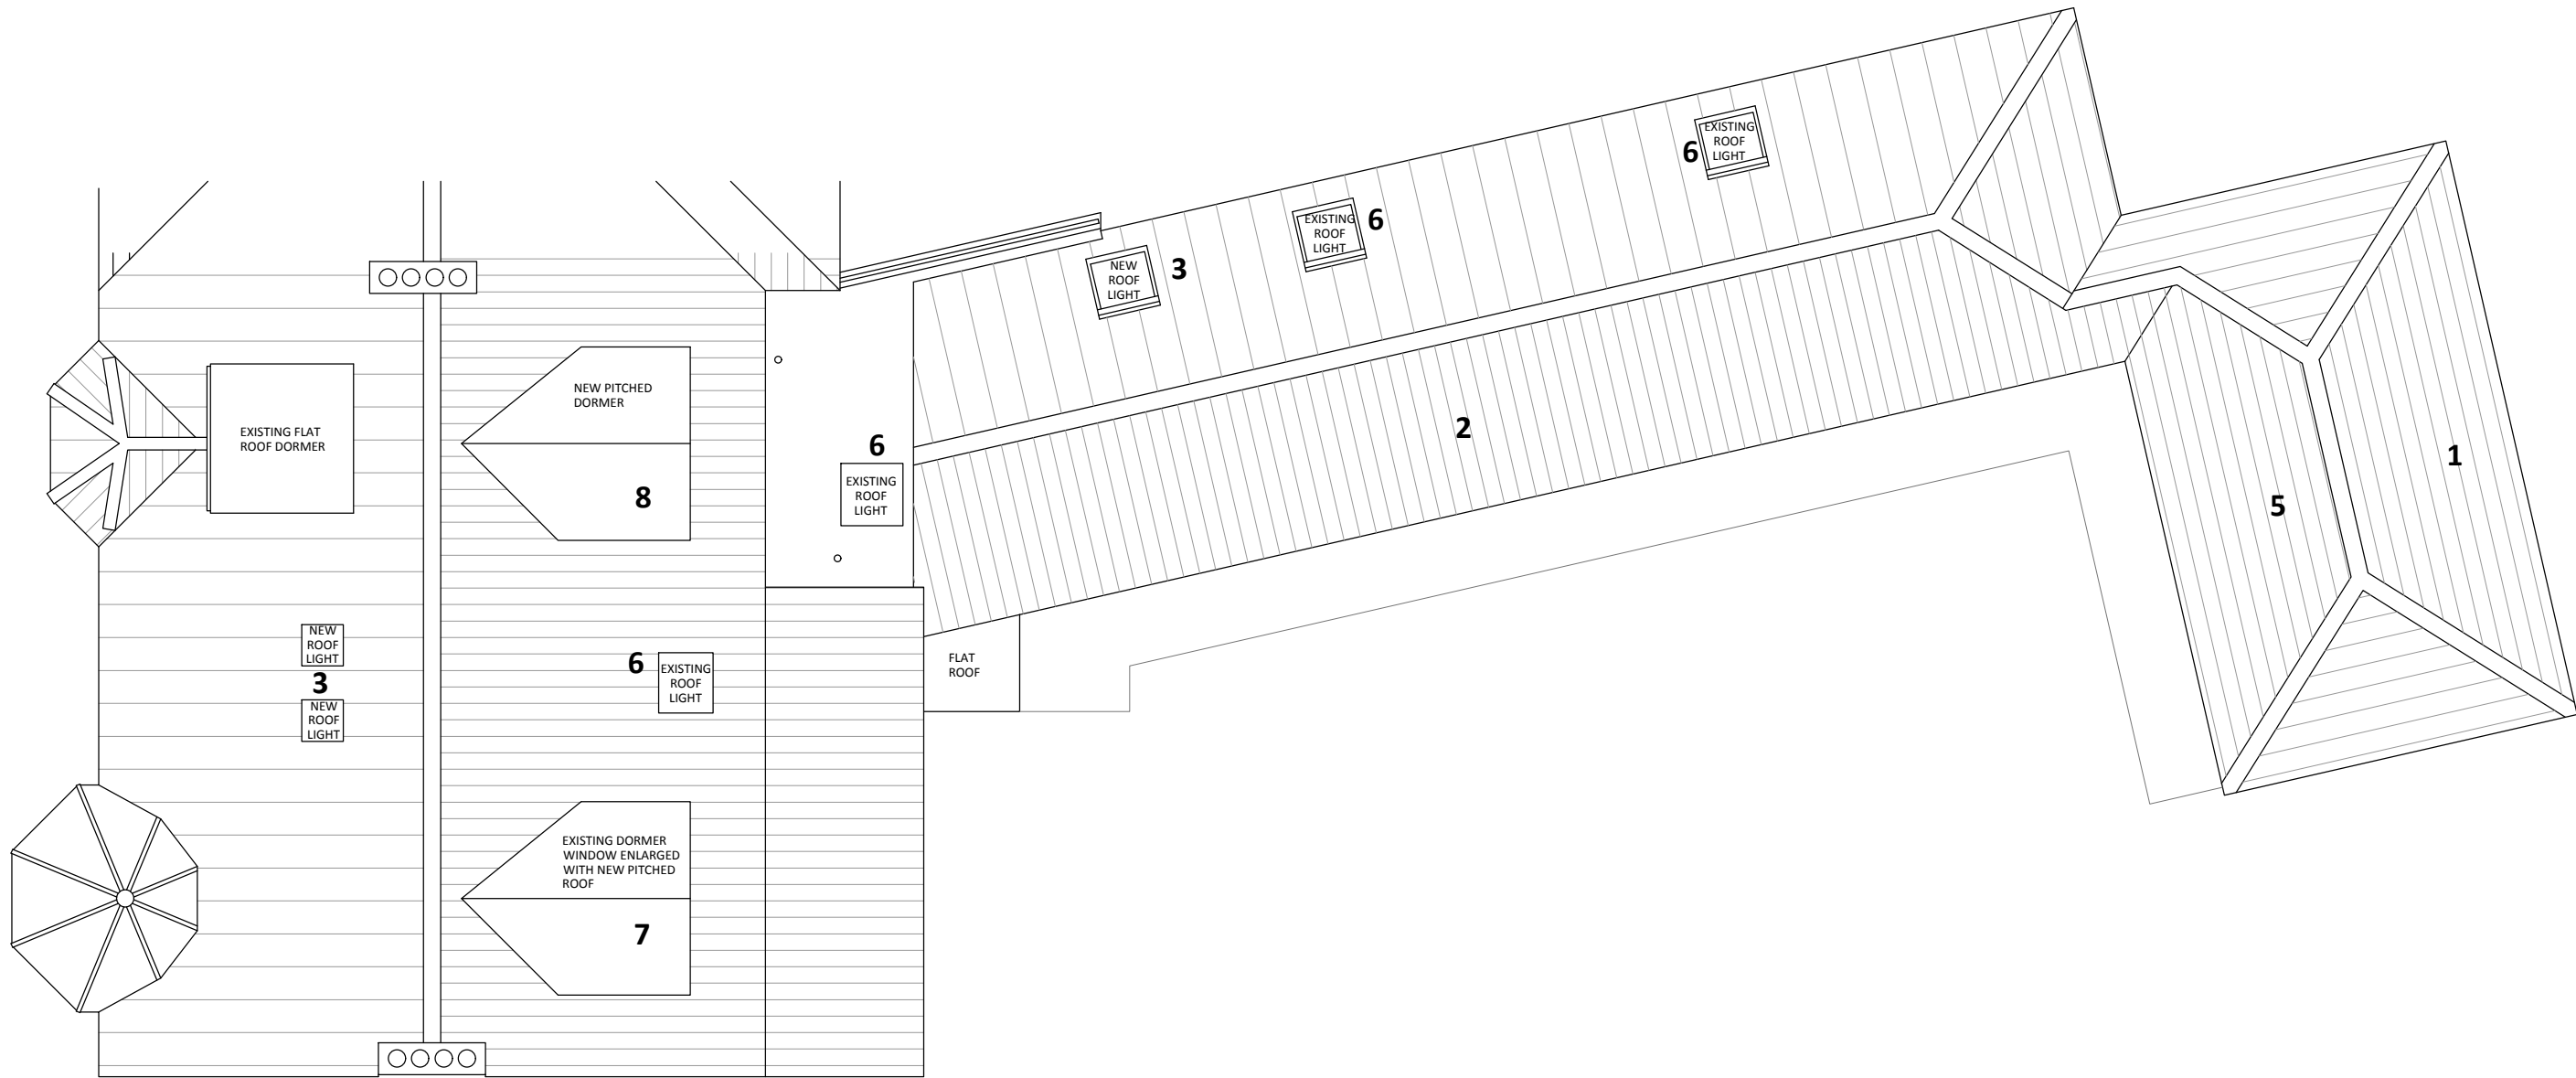 EXISTING
ROOF
LIGHT
6
EXISTING
ROOF
LIGHT
6
NEW
ROOF
LIGHT
3
NEW PITCHED
DORMER
8
EXISTING FLAT
ROOF DORMER
6
EXISTING
ROOF
LIGHT
2
1
5
NEW
ROOF
LIGHT
3
NEW
ROOF
LIGHT
6
EXISTING
ROOF
LIGHT
FLAT
ROOF
EXISTING DORMER
WINDOW ENLARGED
WITH NEW PITCHED
ROOF
7